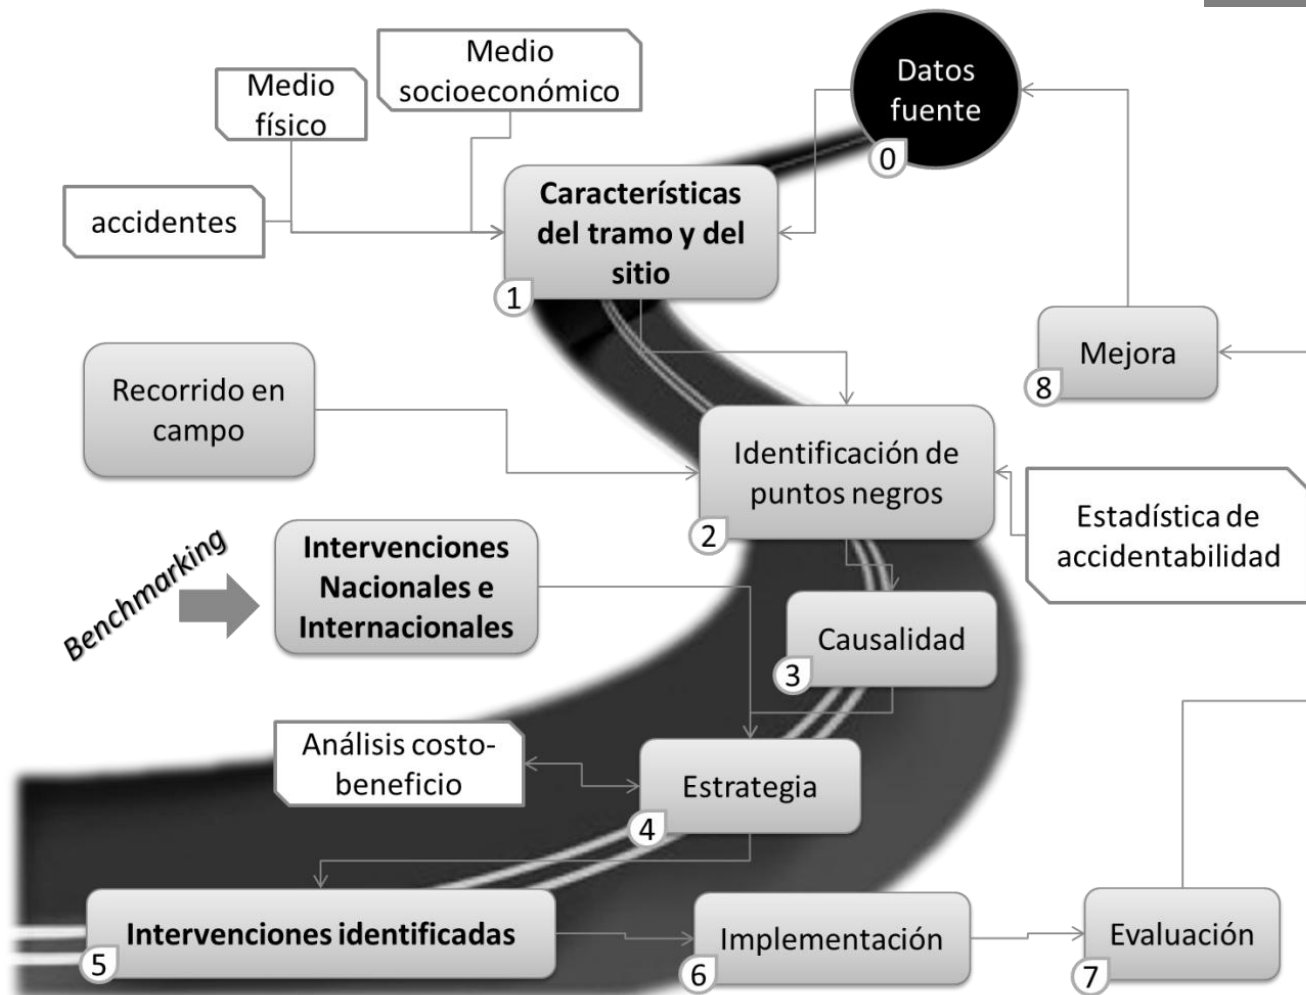 Medio
socioeconómico
Datos
fuente
0
Medio
físico
accidentes
Características
del tramo y del
sitio
1
Mejora
8
Recorrido en
campo
Identificación de
puntos negros
2
Estadística de
accidentabilidad
Benchmarking
Intervenciones
Nacionales e
Internacionales
Causalidad
3
Análisis costo-
beneficio
Estrategia
4
Intervenciones identificadas
5
Implementación
6
Evaluación
7